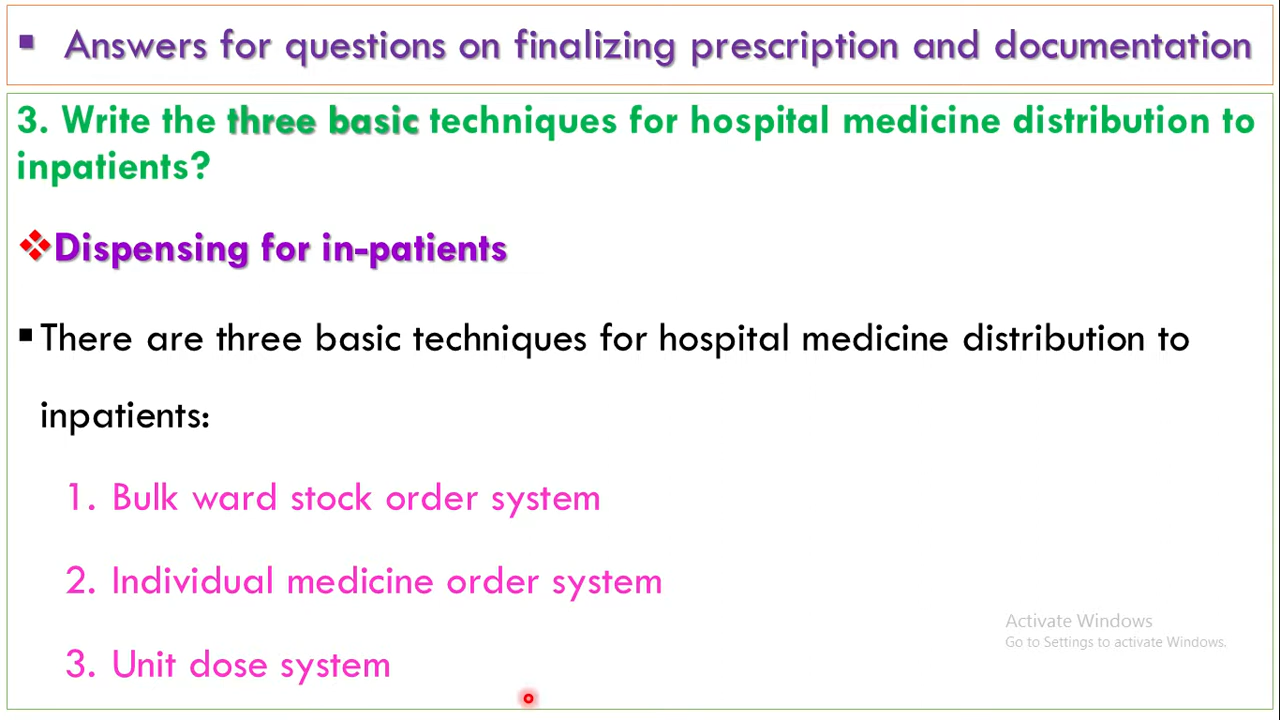 ▪ Answers for questions on finalizing prescription and documentation
3. Write the three basic techniques for hospital medicine distribution to
inpatients?
❖Dispensing for in-patients
▪There are three basic techniques for hospital medicine distribution to
inpatients:
1. Bulk ward stock order system
2. Individual medicine order system
3. Unit dose system
Activate Windows
Go to Settings to activate Windows.